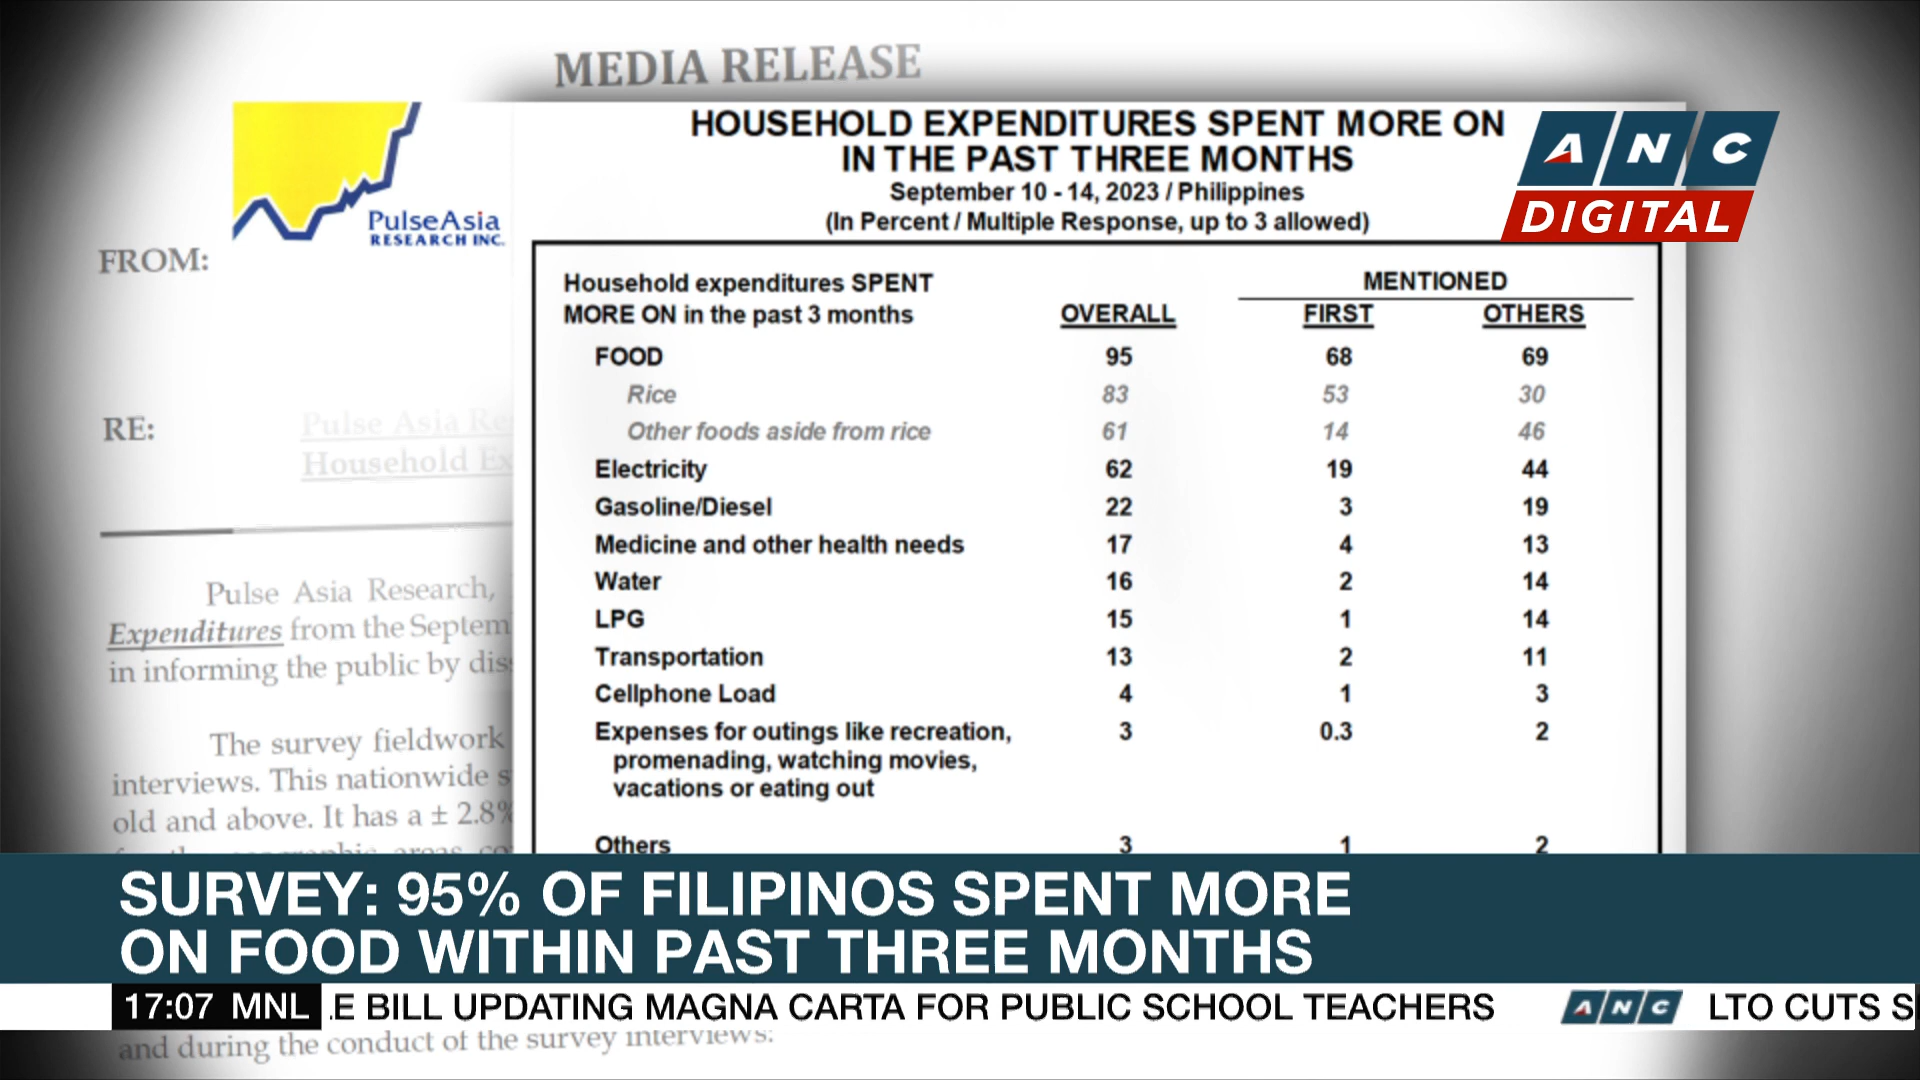 MEDIA RELEASE
PulseAsia
RESEARCH INC.
HOUSEHOLD EXPENDITURES SPENT MORE ON
IN THE PAST THREE MONTHS
September 10 - 14, 2023 / Philippines
(In Percent / Multiple Response, up to 3 allowed)
ANC
DIGITAL
FROM:
RE:
Pulse Asia
Household
Pulse Asia Research,
Expenditures from the
in informing the public by
The survey fieldwork
interviews. This nationwide
old and above. It has a ± 2.8%
Household expenditures SPENT MENTIONED
MORE ON in the past 3 months OVERALL FIRST OTHERS
FOOD 95 68 69
Rice 83 53 30
Other foods aside from rice 61 14 46
Electricity 62 19 44
Gasoline/Diesel 22 3 19
Medicine and other health needs 17 4 13
Water 16 2 14
LPG 15 1 14
Transportation 13 2 11
Cellphone Load 4 1 3
Expenses for outings like recreation, 3 0.3 2
promenading, watching movies,
vacations or eating out
Others 3 1 2
SURVEY: 95% OF FILIPINOS SPENT MORE
ON FOOD WITHIN PAST THREE MONTHS
17:07 MNL E BILL UPDATING MAGNA CARTA FOR PUBLIC SCHOOL TEACHERS ANC LTO CUTS S
and during the conduct of the survey interviews: